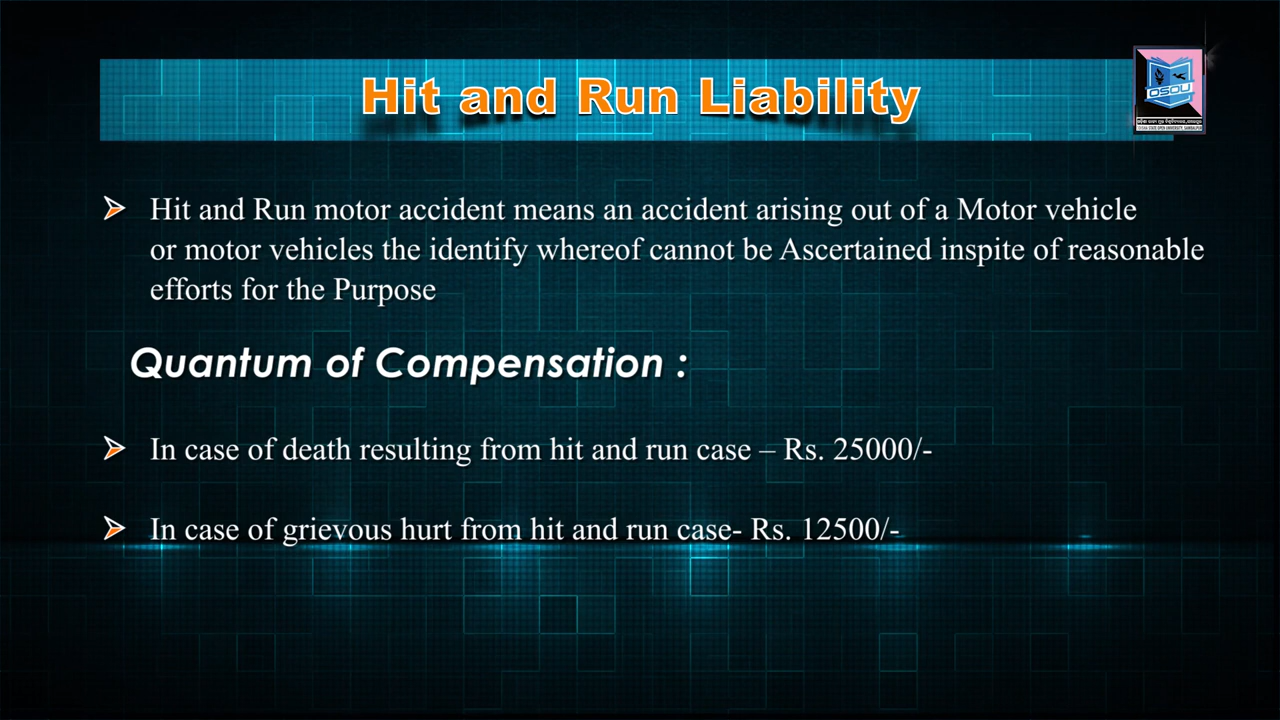 Hit and Run Liability
OSOU
➢ Hit and Run motor accident means an accident arising out of a Motor vehicle
or motor vehicles the identify whereof cannot be Ascertained inspite of reasonable
efforts for the Purpose
Quantum of Compensation :
➢ In case of death resulting from hit and run case – Rs. 25000/-
➢ In case of grievous hurt from hit and run case- Rs. 12500/-